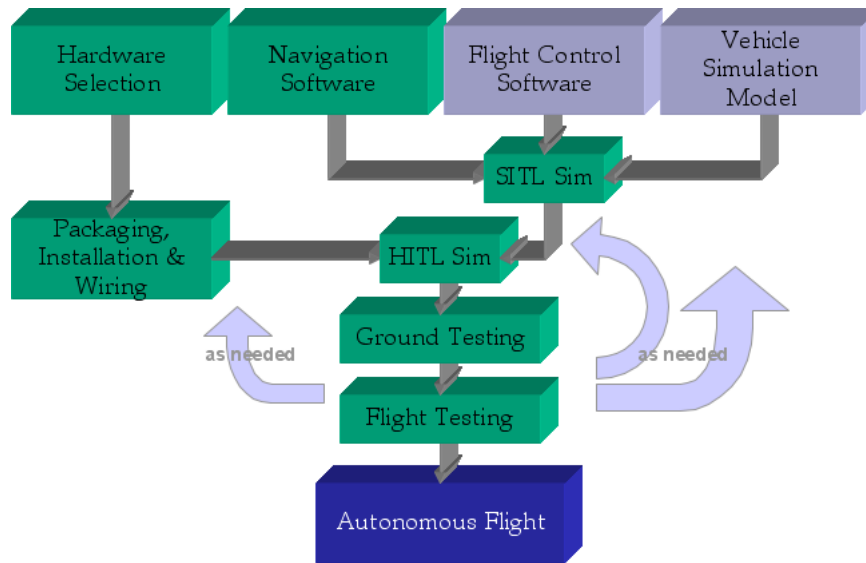 Hardware
Selection
Navigation
Software
Flight Control
Software
Vehicle
Simulation
Model
SITL Sim
Packaging,
Installation &
Wiring
HITL Sim
Ground Testing
as needed
as needed
Flight Testing
Autonomous Flight